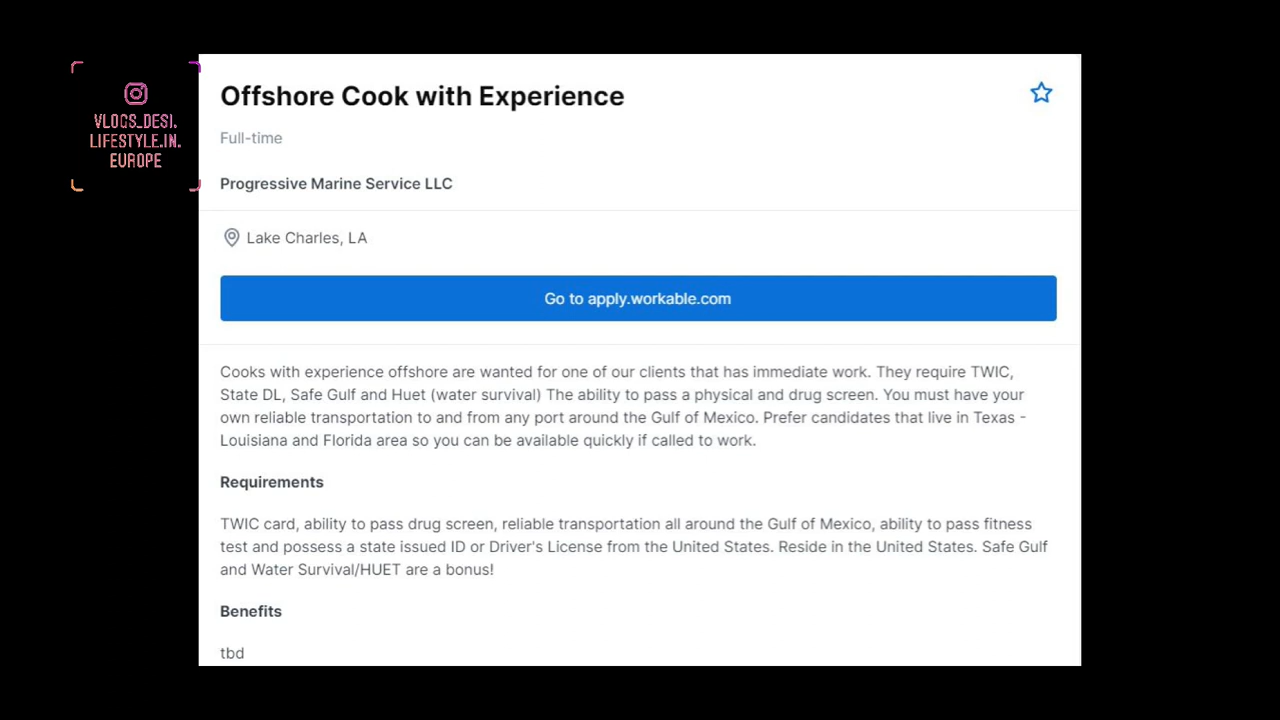 Offshore Cook with Experience
Full-time
Progressive Marine Service LLC
Lake Charles, LA
Go to apply.workable.com
Cooks with experience offshore are wanted for one of our clients that has immediate work. They require TWIC,
State DL, Safe Gulf and Huet (water survival) The ability to pass a physical and drug screen. You must have your
own reliable transportation to and from any port around the Gulf of Mexico. Prefer candidates that live in Texas -
Louisiana and Florida area so you can be available quickly if called to work.
Requirements
TWIC card, ability to pass drug screen, reliable transportation all around the Gulf of Mexico, ability to pass fitness
test and possess a state issued ID or Driver's License from the United States. Reside in the United States. Safe Gulf
and Water Survival/HUET are a bonus!
Benefits
tbd
VLOGS_DESI.
LIFESTYLE.IN.
EUROPE